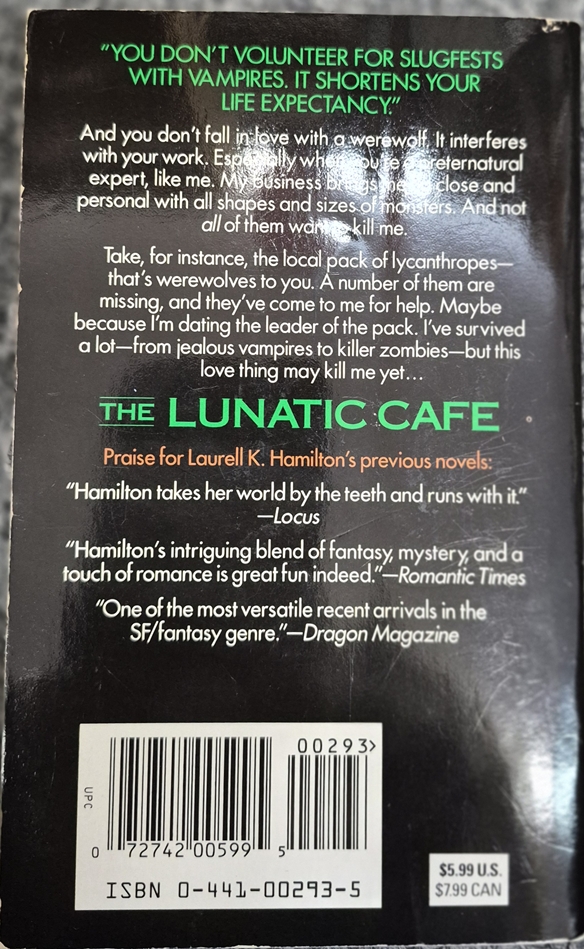 "YOU DON'T VOLUNTEER FOR SLUGFESTS
WITH VAMPIRES. IT SHORTENS YOUR
LIFE EXPECTANCY."
And you don't fall in love with a werewolf. It interferes
with your work. Especially when you're a preternatural
expert, like me. My business brings me close and
personal with all shapes and sizes of monsters. And not
all of them want kill me.
Take, for instance, the local pack of lycanthropes—
that's werewolves to you. A number of them are
missing, and they've come to me for help. Maybe
because I'm dating the leader of the pack. I've survived
a lot—from jealous vampires to killer zombies—but this
love thing may kill me yet...
THE LUNATIC CAFE
Praise for Laurell K. Hamilton's previous novels:
"Hamilton takes her world by the teeth and runs with it."
—Locus
"Hamilton's intriguing blend of fantasy, mystery, and a
touch of romance is great fun indeed."—Romantic Times
"One of the most versatile recent arrivals in the
SF/fantasy genre."—Dragon Magazine
00293>
UPC
0 72742 00599 5
ISBN 0-441-00293-5
$5.99 U.S.
$7.99 CAN